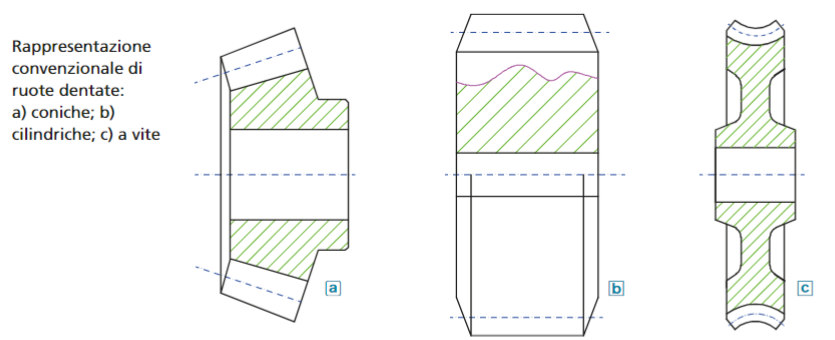 Rappresentazione
convenzionale di
ruote dentate:
a) coniche; b)
cilindriche; c) a vite
a
b
c